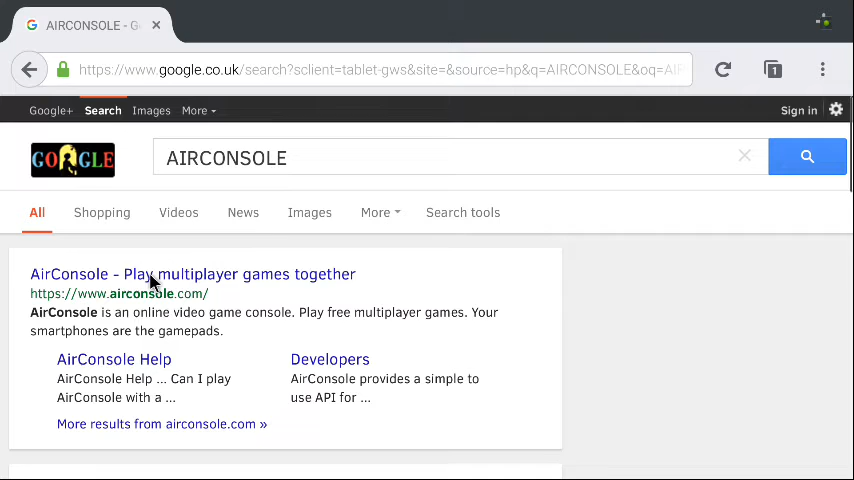 AIRCONSOLE - G
https://www.google.co.uk/search?sclient=tablet-gws&site=&source=hp&q=AIRCONSOLE&oq=AI
1
Google+ Search Images More Sign in
GOOGLE AIRCONSOLE
All Shopping Videos News Images More Search tools
AirConsole - Play multiplayer games together
https://www.airconsole.com/
AirConsole is an online video game console. Play free multiplayer games. Your
smartphones are the gamepads.
AirConsole Help Developers
AirConsole Help ... Can I play AirConsole provides a simple to
AirConsole with a ... use API for ...
More results from airconsole.com »